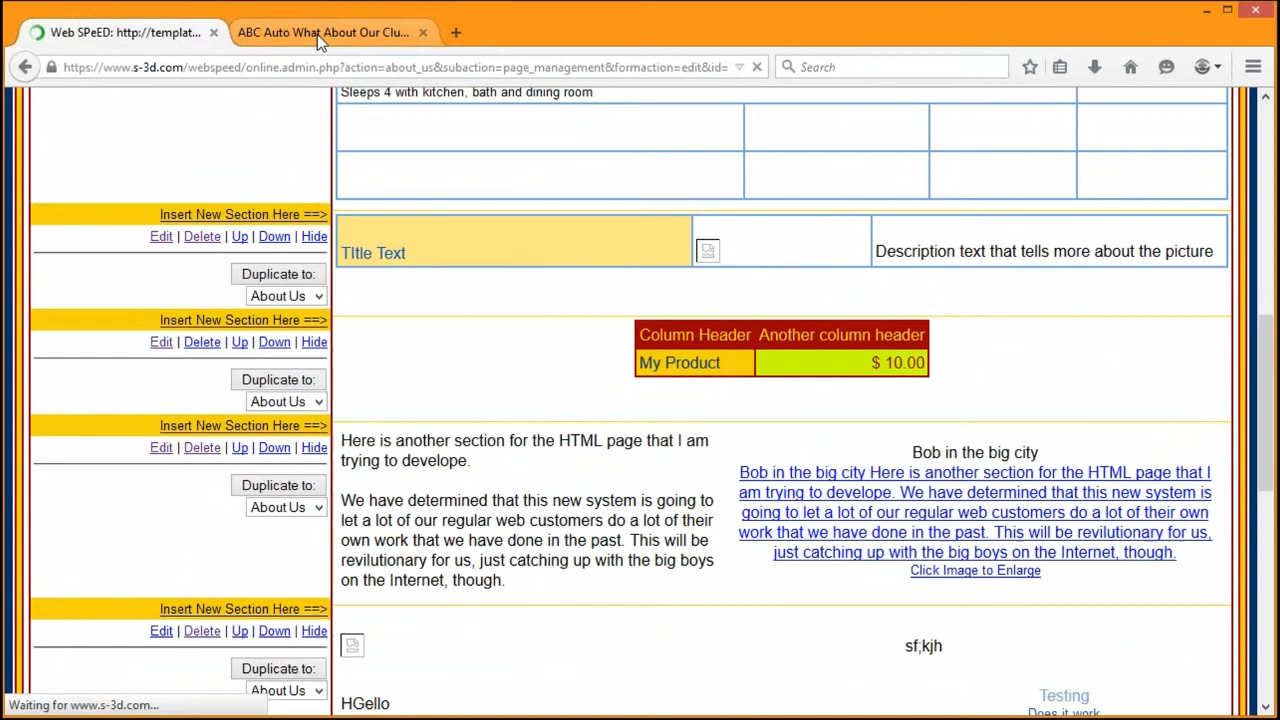 Web SPeED: http://templat...
ABC Auto What About Our Clu...
https://www.s-3d.com/webspeed/online.admin.php?action=about_us&subaction=page_management&formaction=edit&id=
Search
Sleeps 4 with kitchen, bath and dining room
Insert New Section Here ==>
Edit | Delete | Up | Down | Hide
Duplicate to:
About Us
TItle Text
Description text that tells more about the picture
Insert New Section Here ==>
Edit | Delete | Up | Down | Hide
Duplicate to:
About Us
Column Header Another column header
My Product $ 10.00
Insert New Section Here ==>
Edit | Delete | Up | Down | Hide
Duplicate to:
About Us
Here is another section for the HTML page that I am
trying to develope.
We have determined that this new system is going to
let a lot of our regular web customers do a lot of their
own work that we have done in the past. This will be
revilutionary for us, just catching up with the big boys
on the Internet, though.
Bob in the big city
Bob in the big city Here is another section for the HTML page that I
am trying to develope. We have determined that this new system is
going to let a lot of our regular web customers do a lot of their own
work that we have done in the past. This will be revilutionary for us,
just catching up with the big boys on the Internet, though.
Click Image to Enlarge
Insert New Section Here ==>
Edit | Delete | Up | Down | Hide
Duplicate to:
About Us
sf;kjh
HGello
Testing
Does it work
Waiting for www.s-3d.com...